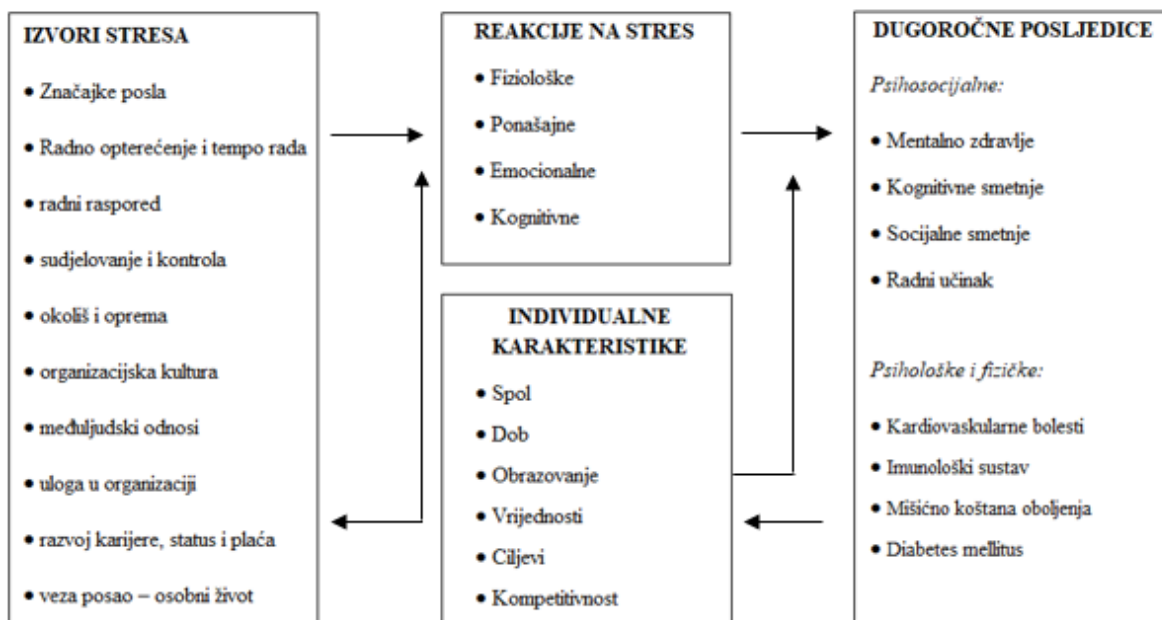 IZVORI STRESA
• Značajke posla
• Radno opterećenje i tempo rada
• radni raspored
• sudjelovanje i kontrola
• okoliš i oprema
• organizacijska kultura
• međuljudski odnosi
• uloga u organizaciji
• razvoj karijere, status i plaća
• veza posao – osobni život
REAKCIJE NA STRES
• Fiziološke
• Ponašajne
• Emocionalne
• Kognitivne
INDIVIDUALNE
KARAKTERISTIKE
• Spol
• Dob
• Obrazovanje
• Vrijednosti
• Ciljevi
• Kompetitivnost
DUGOROČNE POSLJEDICE
Psihosocijalne:
• Mentalno zdravlje
• Kognitivne smetnje
• Socijalne smetnje
• Radni učinak
Psihološke i fizičke:
• Kardiovaskularne bolesti
• Imunološki sustav
• Mišićno koštana oboljenja
• Diabetes mellitus